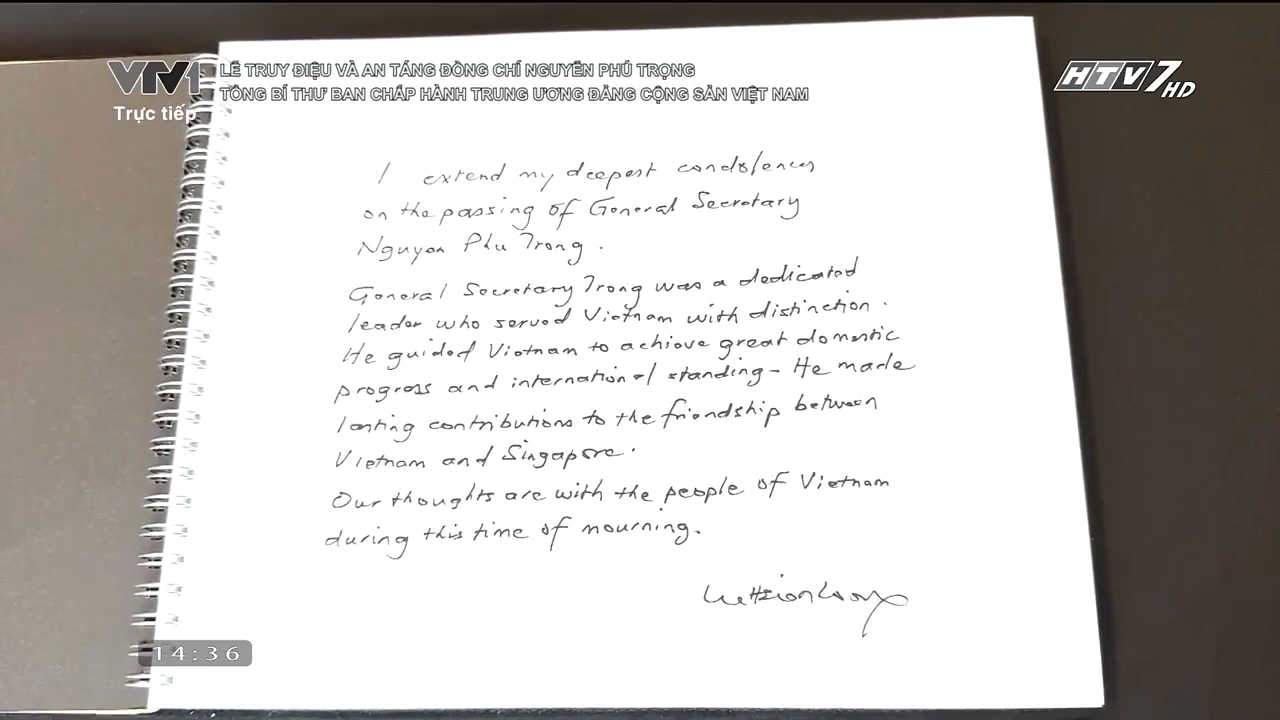 VTV1
Trực tiếp
LỄ TRUY ĐIỆU VÀ AN TÁNG ĐỒNG CHÍ NGUYỄN PHÚ TRỌNG
TỔNG BÍ THƯ BAN CHẤP HÀNH TRUNG ƯƠNG ĐẢNG CỘNG SẢN VIỆT NAM
HTV7 HD
I extend my deepest condolences
on the passing of General Secretary
Nguyen Phu Trong.
General Secretary Trong was a dedicated
leader who served Vietnam with distinction.
He guided Vietnam to achieve great domestic
progress and international standing - He made
lasting contributions to the friendship between
Vietnam and Singapore.
Our thoughts are with the people of Vietnam
during this time of mourning.
Lee Hsien Loong
14:36